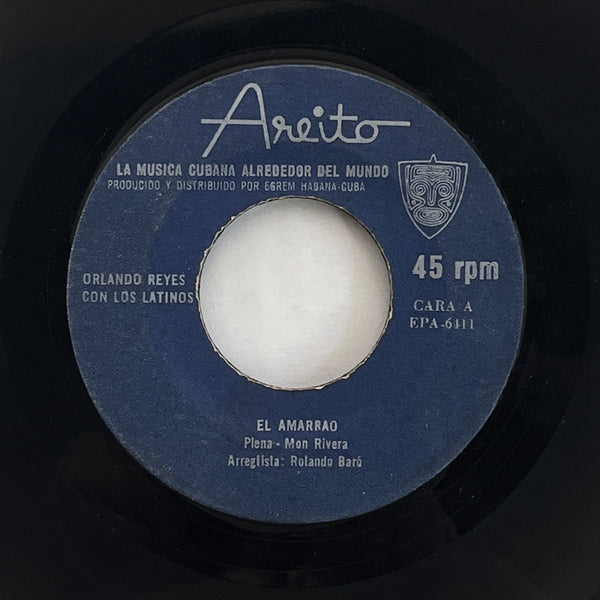 Areito
LA MUSICA CUBANA ALREDEDOR DEL MUNDO
PRODUCIDO Y DISTRIBUIDO POR EGREM HABANA-CUBA
ORLANDO REYES
CON LOS LATINOS
45 rpm
CARA A
EPA-6411
EL AMARRAO
Plena - Mon Rivera
Arreglista: Rolando Baró